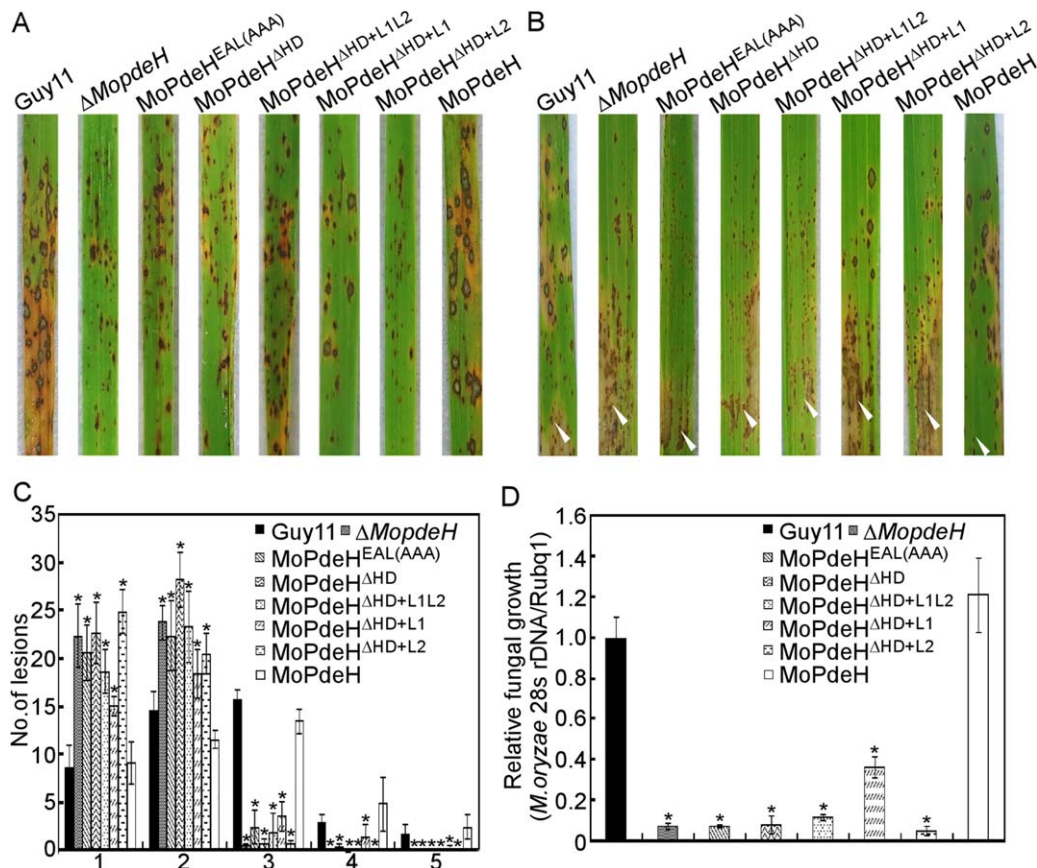 A
Guy11
ΔMopdeH
MoPdeH^EAL(AAA)
MoPdeH^ΔHD
MoPdeH^ΔHD+L1L2
MoPdeH^ΔHD+L1
MoPdeH^ΔHD+L2
MoPdeH
B
Guy11
ΔMopdeH
MoPdeH^EAL(AAA)
MoPdeH^ΔHD
MoPdeH^ΔHD+L1L2
MoPdeH^ΔHD+L1
MoPdeH^ΔHD+L2
MoPdeH
C
No.of lesions
35
30
25
20
15
10
5
0
Guy11 ΔMopdeH
MoPdeH^EAL(AAA)
MoPdeH^ΔHD
MoPdeH^ΔHD+L1L2
MoPdeH^ΔHD+L1
MoPdeH^ΔHD+L2
MoPdeH
* * * * * *
* * * * * *
* * * * * *
* * * * * *
* * * * * *
1 2 3 4 5
D
Relative fungal growth
(M.oryzae 28s rDNA/Rubq1)
1.6
1.4
1.2
1.0
0.8
0.6
0.4
0.2
0
Guy11 ΔMopdeH
MoPdeH^EAL(AAA)
MoPdeH^ΔHD
MoPdeH^ΔHD+L1L2
MoPdeH^ΔHD+L1
MoPdeH^ΔHD+L2
MoPdeH
* * * * * *